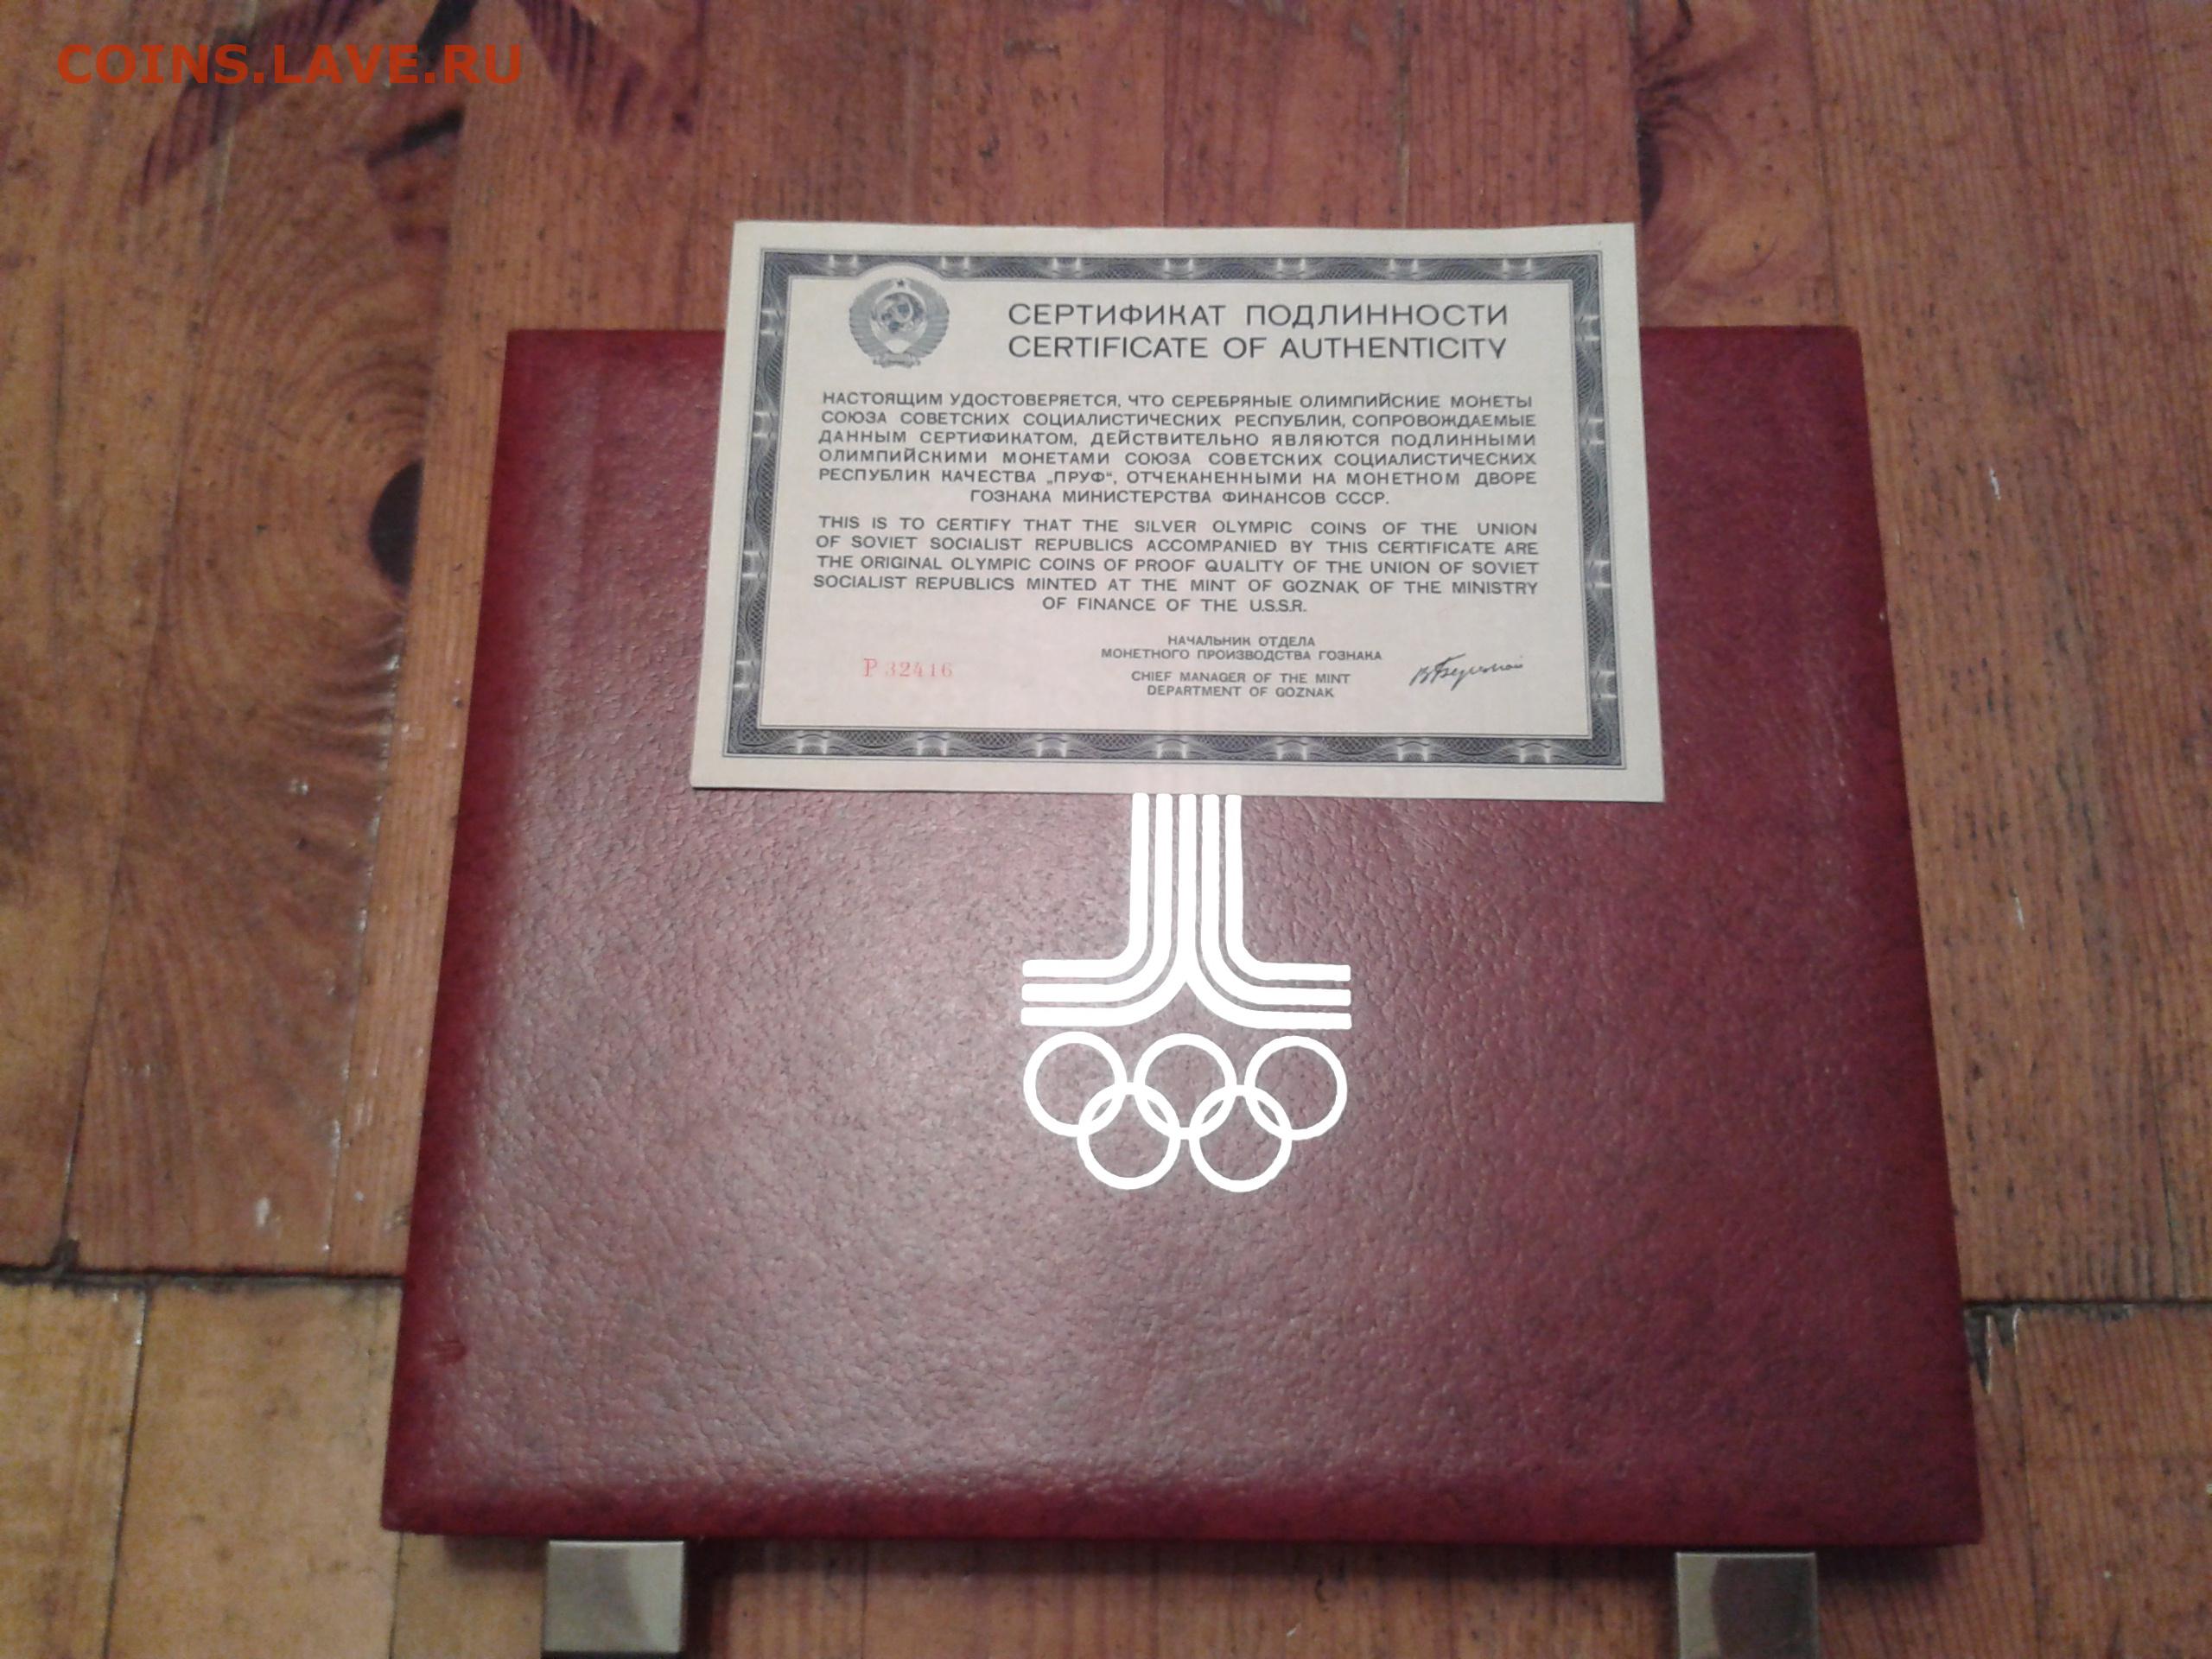 COINS.LAVE.RU
СЕРТИФИКАТ ПОДЛИННОСТИ
CERTIFICATE OF AUTHENTICITY
НАСТОЯЩИМ УДОСТОВЕРЯЕТСЯ, ЧТО СЕРЕБРЯНЫЕ ОЛИМПИЙСКИЕ МОНЕТЫ
СОЮЗА СОВЕТСКИХ СОЦИАЛИСТИЧЕСКИХ РЕСПУБЛИК, СОПРОВОЖДАЕМЫЕ
ДАННЫМ СЕРТИФИКАТОМ, ДЕЙСТВИТЕЛЬНО ЯВЛЯЮТСЯ ПОДЛИННЫМИ
ОЛИМПИЙСКИМИ МОНЕТАМИ СОЮЗА СОВЕТСКИХ СОЦИАЛИСТИЧЕСКИХ
РЕСПУБЛИК КАЧЕСТВА „ПРУФ“, ОТЧЕКАНЕННЫМИ НА МОНЕТНОМ ДВОРЕ
ГОЗНАКА МИНИСТЕРСТВА ФИНАНСОВ СССР.
THIS IS TO CERTIFY THAT THE SILVER OLYMPIC COINS OF THE UNION
OF SOVIET SOCIALIST REPUBLICS ACCOMPANIED BY THIS CERTIFICATE ARE
THE ORIGINAL OLYMPIC COINS OF PROOF QUALITY OF THE UNION OF SOVIET
SOCIALIST REPUBLICS MINTED AT THE MINT OF GOZNAK OF THE MINISTRY
OF FINANCE OF THE U.S.S.R.
НАЧАЛЬНИК ОТДЕЛА
МОНЕТНОГО ПРОИЗВОДСТВА ГОЗНАКА
P 32416
CHIEF MANAGER OF THE MINT
DEPARTMENT OF GOZNAK